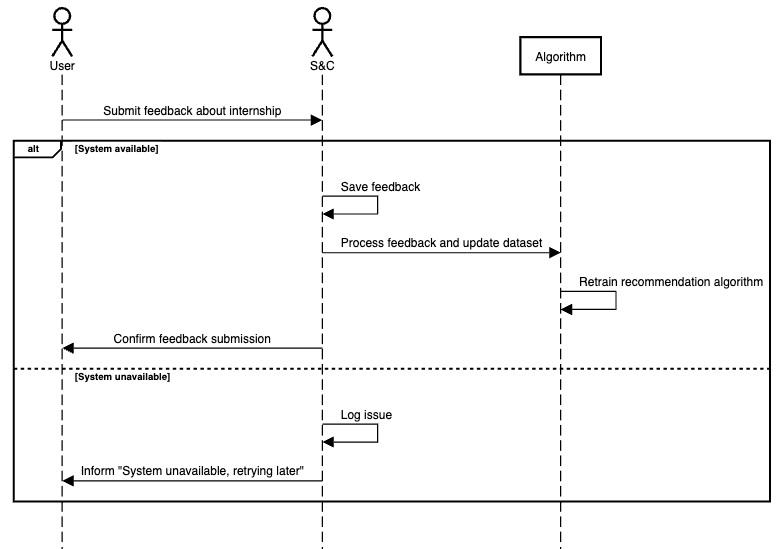 User
S&C
Algorithm
Submit feedback about internship
alt
[System available]
Save feedback
Process feedback and update dataset
Retrain recommendation algorithm
Confirm feedback submission
[System unavailable]
Log issue
Inform "System unavailable, retrying later"